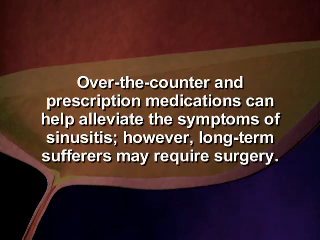 Over-the-counter and
prescription medications can
help alleviate the symptoms of
sinusitis; however, long-term
sufferers may require surgery.